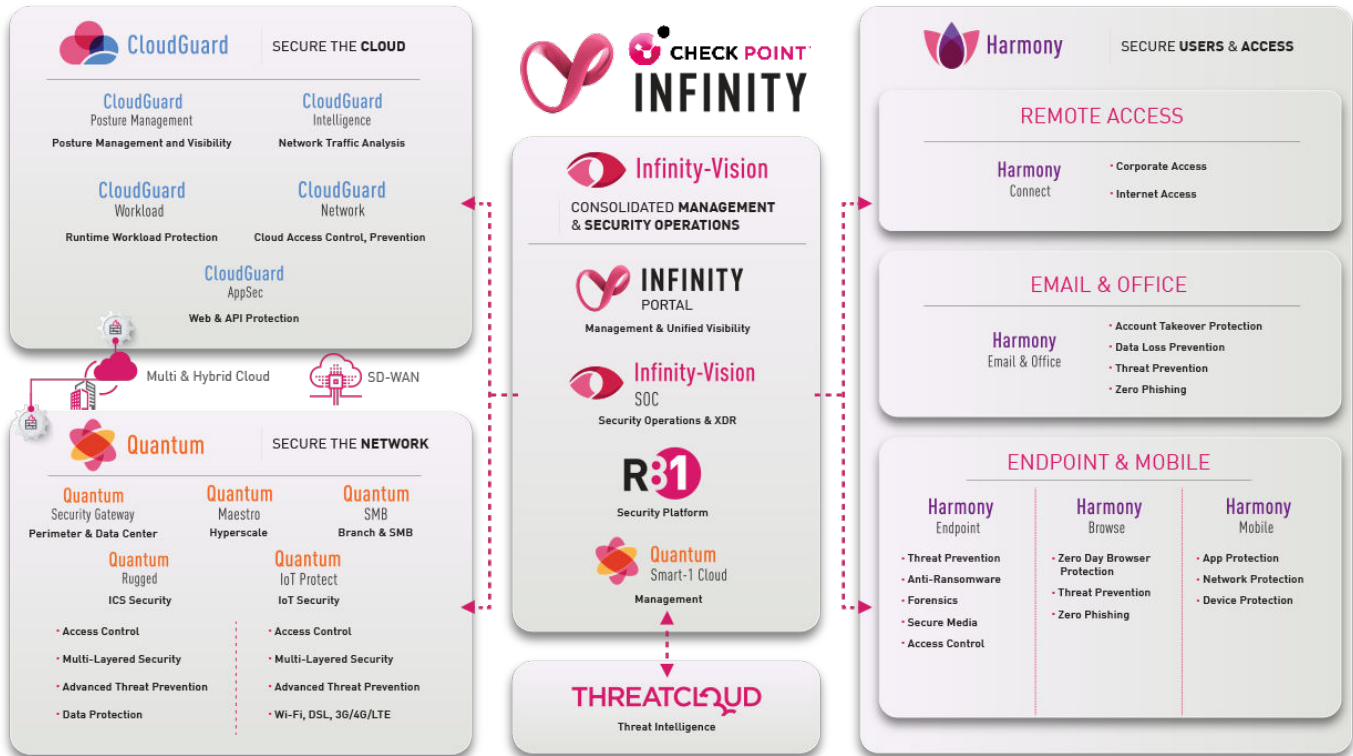 CloudGuard
SECURE THE CLOUD
CloudGuard
Posture Management
Posture Management and Visibility
CloudGuard
Intelligence
Network Traffic Analysis
CloudGuard
Workload
Runtime Workload Protection
CloudGuard
Network
Cloud Access Control, Prevention
CloudGuard
AppSec
Web & API Protection
Multi & Hybrid Cloud
SD-WAN
Quantum
SECURE THE NETWORK
Quantum
Security Gateway
Perimeter & Data Center
Quantum
Maestro
Hyperscale
Quantum
SMB
Branch & SMB
Quantum
Rugged
ICS Security
Quantum
IoT Protect
IoT Security
• Access Control
• Multi-Layered Security
• Advanced Threat Prevention
• Data Protection
• Access Control
• Multi-Layered Security
• Advanced Threat Prevention
• Wi-Fi, DSL, 3G/4G/LTE
CHECK POINT
INFINITY
Infinity-Vision
CONSOLIDATED MANAGEMENT
& SECURITY OPERATIONS
INFINITY
PORTAL
Management & Unified Visibility
Infinity-Vision
SOC
Security Operations & XDR
R81
Security Platform
Quantum
Smart-1 Cloud
Management
THREATCLOUD
Threat Intelligence
Harmony
SECURE USERS & ACCESS
REMOTE ACCESS
Harmony
Connect
• Corporate Access
• Internet Access
EMAIL & OFFICE
Harmony
Email & Office
• Account Takeover Protection
• Data Loss Prevention
• Threat Prevention
• Zero Phishing
ENDPOINT & MOBILE
Harmony
Endpoint
• Threat Prevention
• Anti-Ransomware
• Forensics
• Secure Media
• Access Control
Harmony
Browse
• Zero Day Browser
Protection
• Threat Prevention
• Zero Phishing
Harmony
Mobile
• App Protection
• Network Protection
• Device Protection